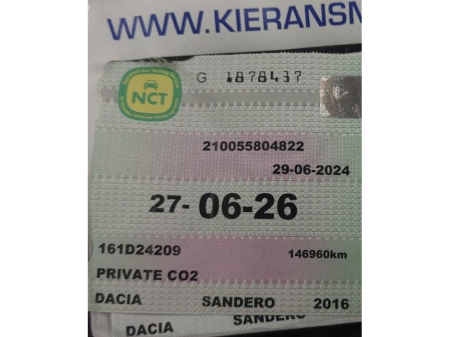 WWW.KIERANSM
NCT
G 1878437
210055804822
29-06-2024
27-06-26
161D24209
146960km
PRIVATE CO2
DACIA SANDERO 2016
DACIA SANDER